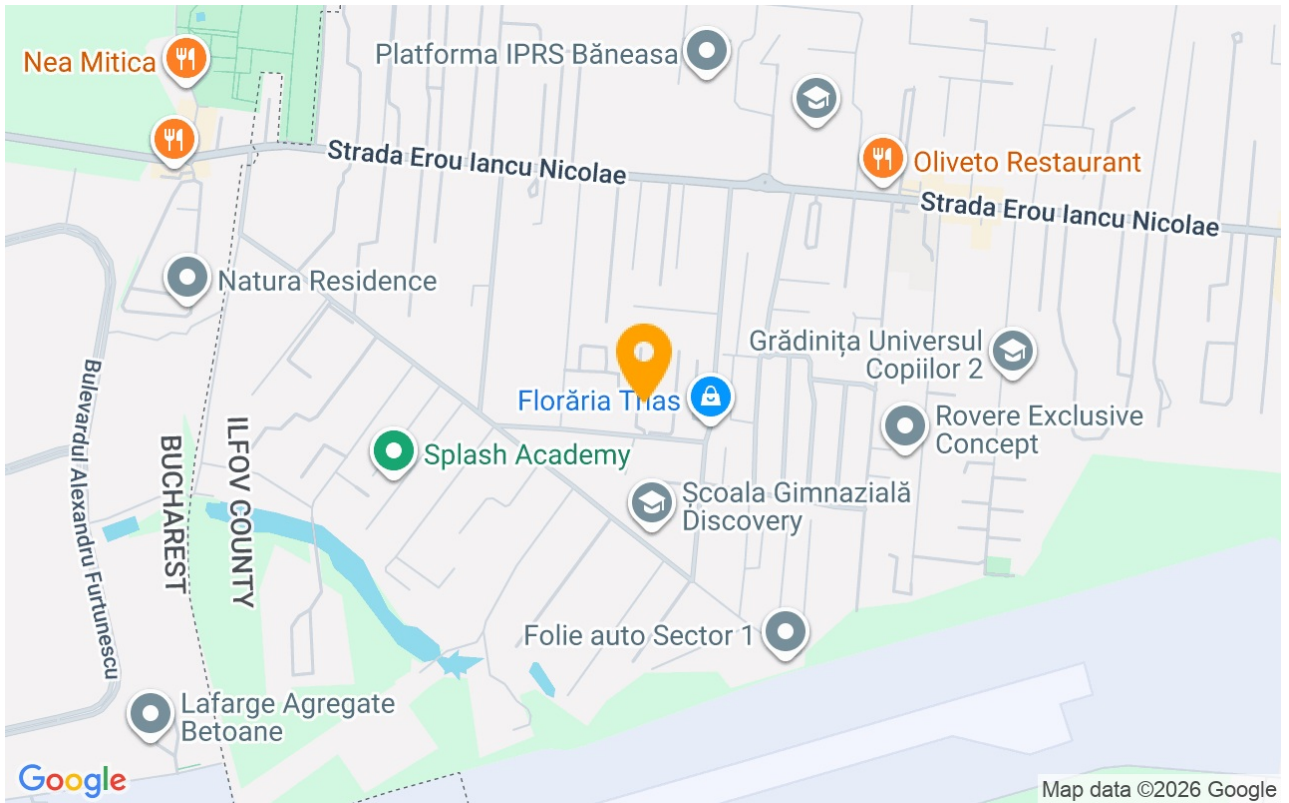 Nea Mitica
Platforma IPRS Băneasa
Strada Erou Iancu Nicolae
Oliveto Restaurant
Strada Erou Iancu Nicolae
Natura Residence
Grădinița Universul
Copiilor 2
Florăria Trias
Rovere Exclusive
Concept
Splash Academy
Școala Gimnazială
Discovery
Bulevardul Alexandru Furtunescu
BUCHAREST
ILFOV COUNTY
Folie auto Sector 1
Lafarge Agregate
Betoane
Google
Map data ©2026 Google